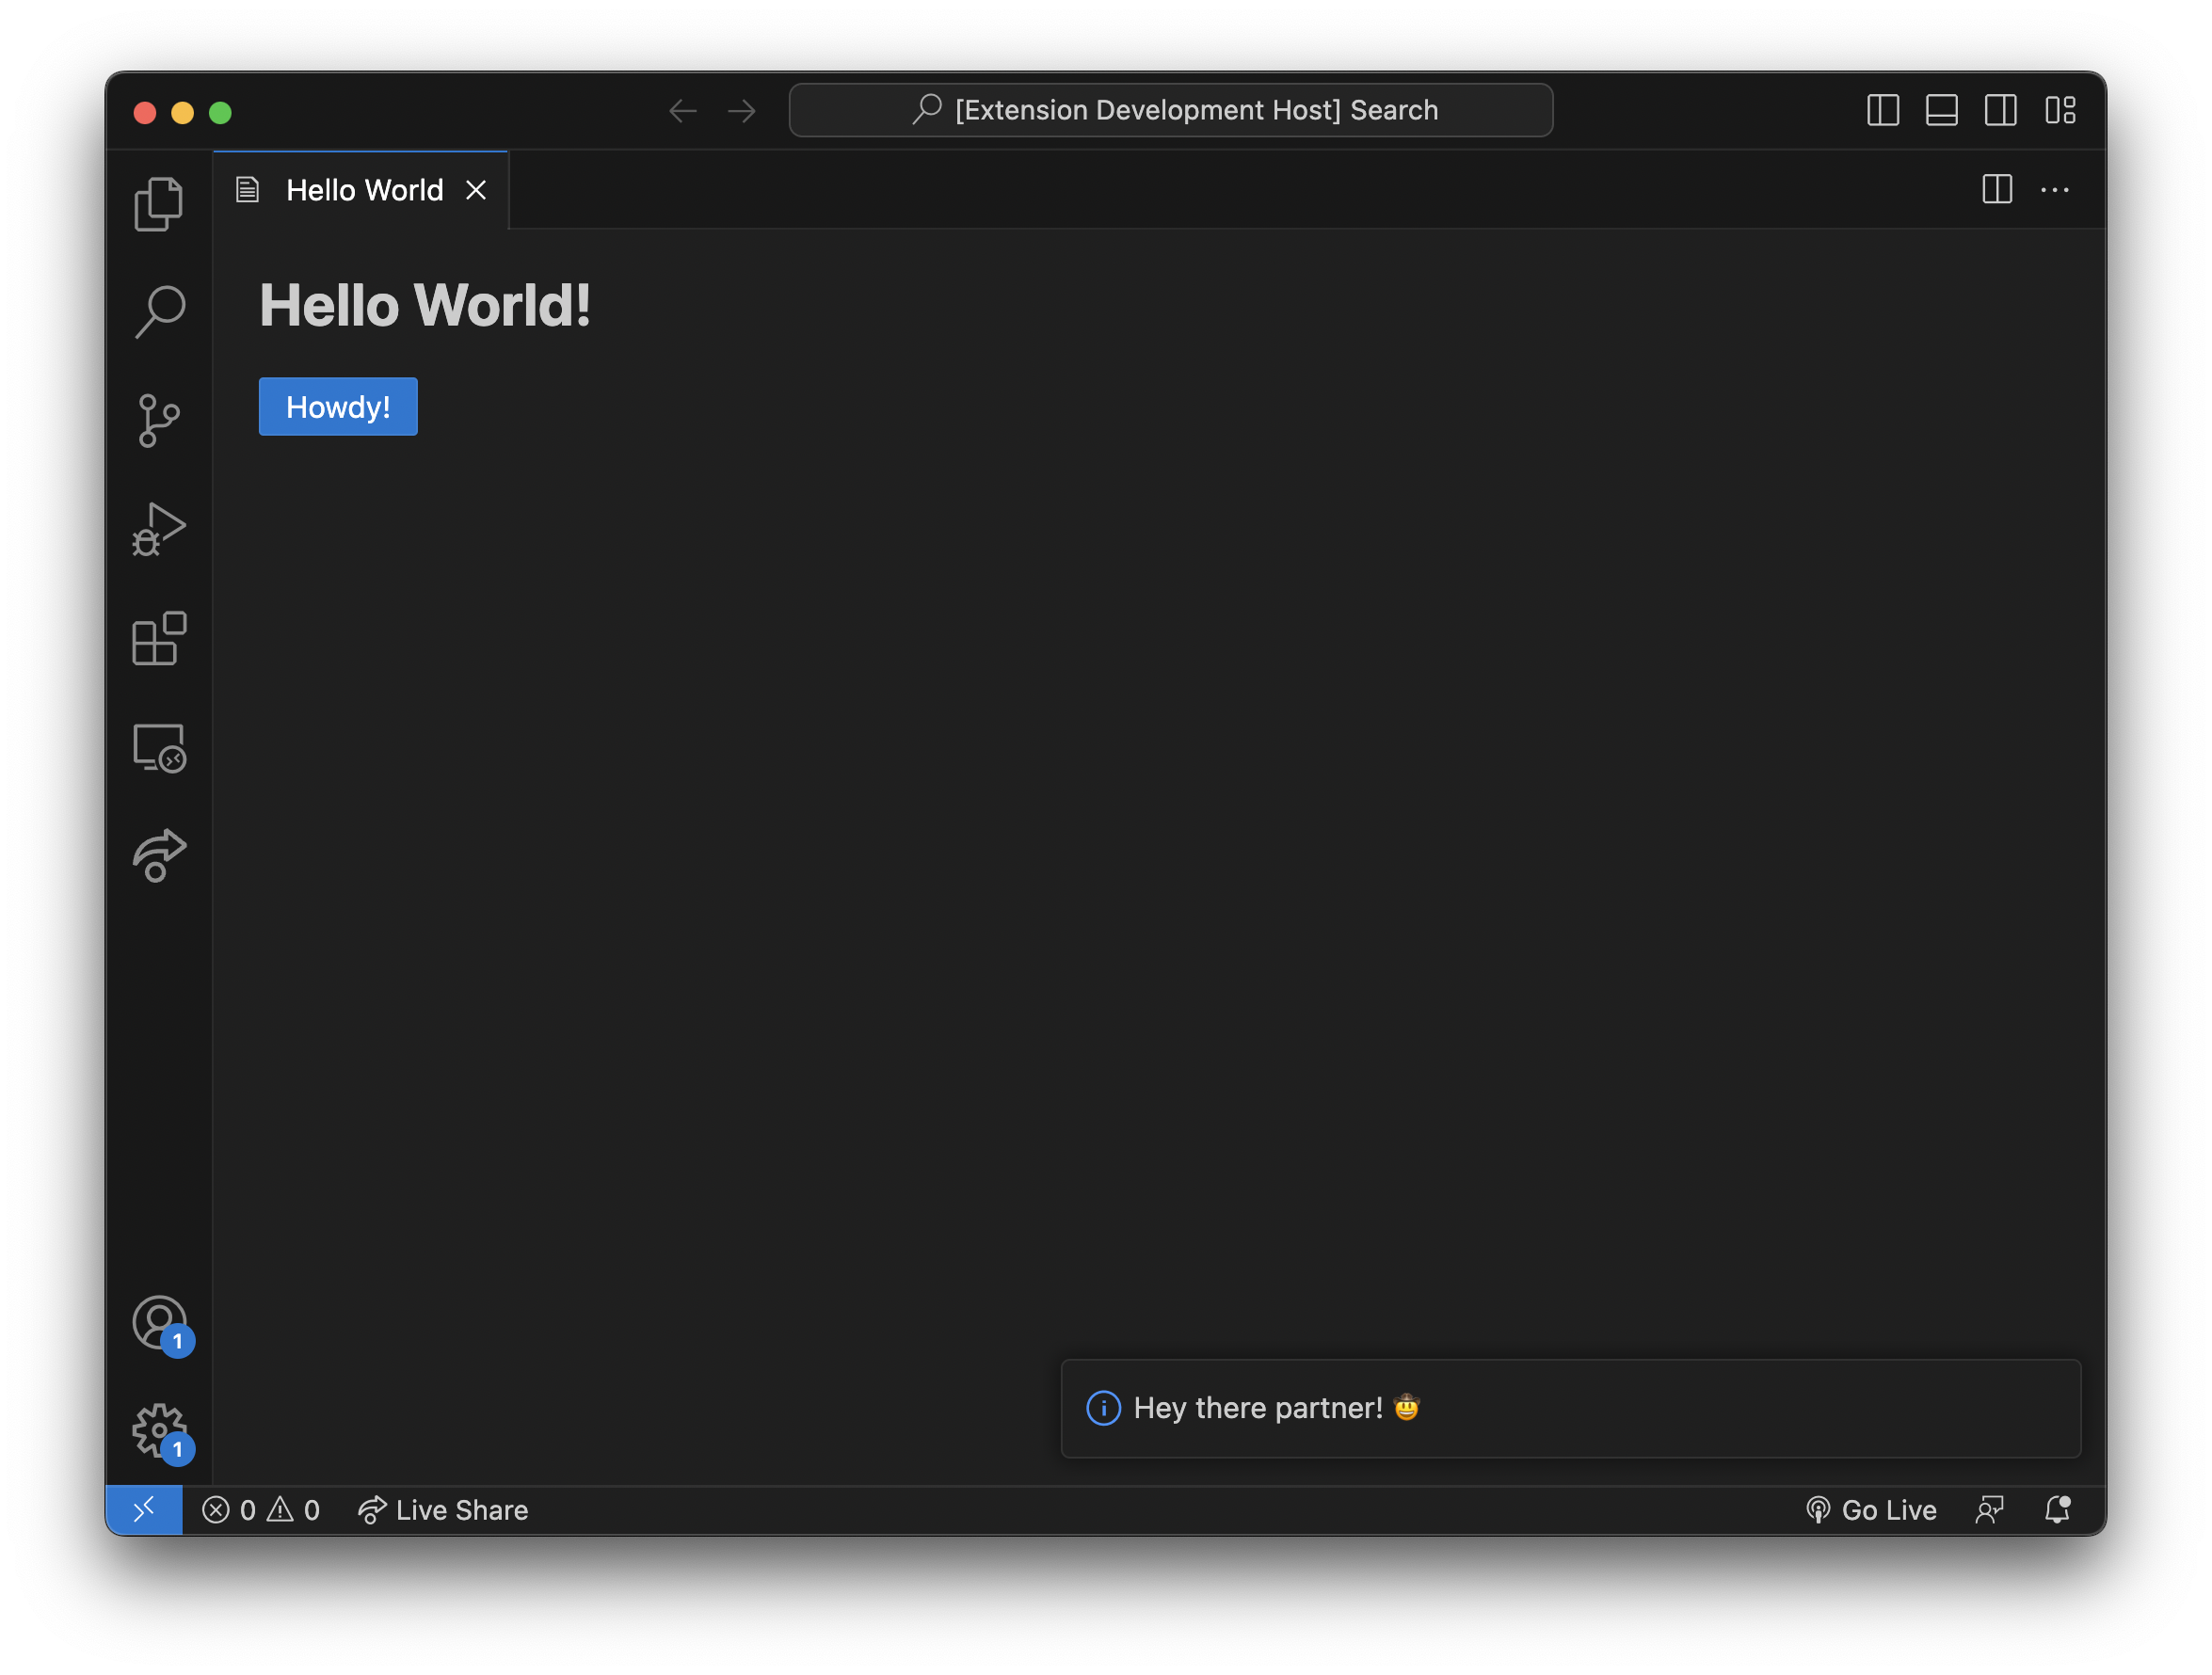 [Extension Development Host] Search
Hello World
Hello World!
Howdy!
1
Hey there partner! 🤠
1
0 0 Live Share Go Live